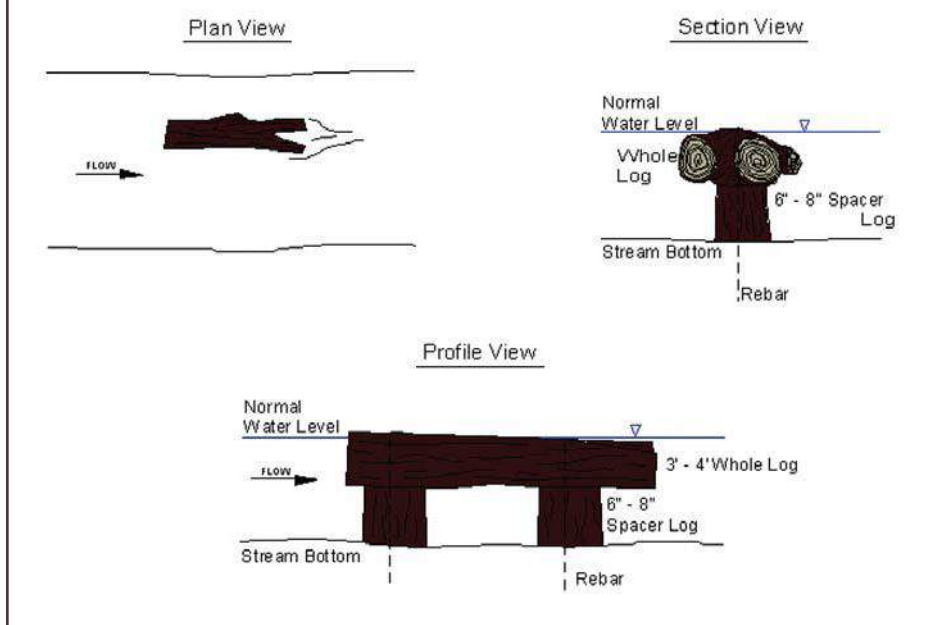 Plan View
FLOW
Section View
Normal
Water Level
Whole
Log
6" - 8" Spacer
Log
Stream Bottom
Rebar
Profile View
Normal
Water Level
FLOW
3' - 4' Whole Log
6" - 8"
Spacer Log
Stream Bottom
Rebar